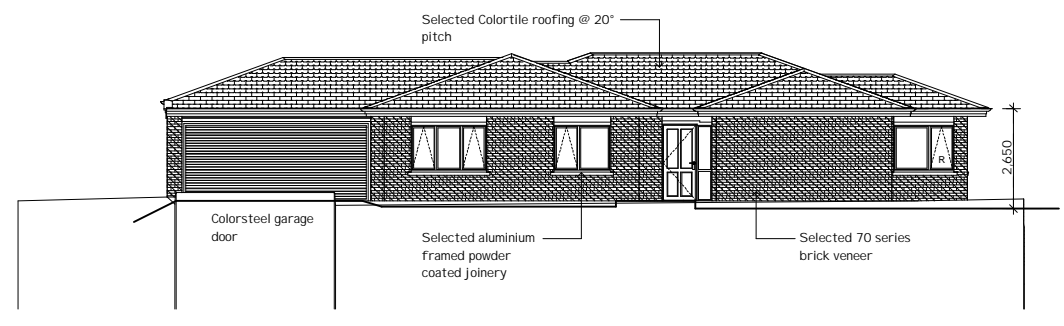 Selected Colortile roofing @ 20°
pitch
R
2,650
Colorsteel garage
door
Selected aluminium
framed powder
coated joinery
Selected 70 series
brick veneer